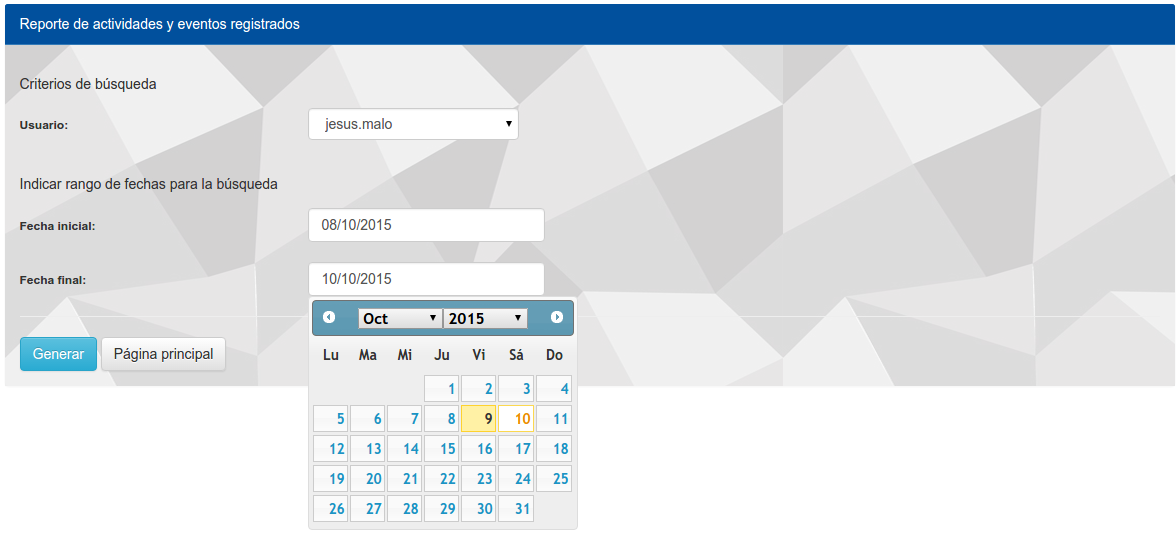 Reporte de actividades y eventos registrados
Criterios de búsqueda
Usuario: jesus.malo
Indicar rango de fechas para la búsqueda
Fecha inicial: 08/10/2015
Fecha final: 10/10/2015
Oct 2015
Lu Ma Mi Ju Vi Sá Do
1 2 3 4
5 6 7 8 9 10 11
12 13 14 15 16 17 18
19 20 21 22 23 24 25
26 27 28 29 30 31
Generar Página principal